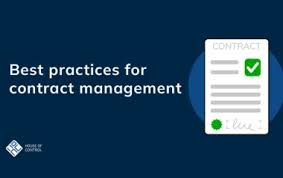 Best practices for
contract management
CONTRACT
HOUSE OF
CONTROL